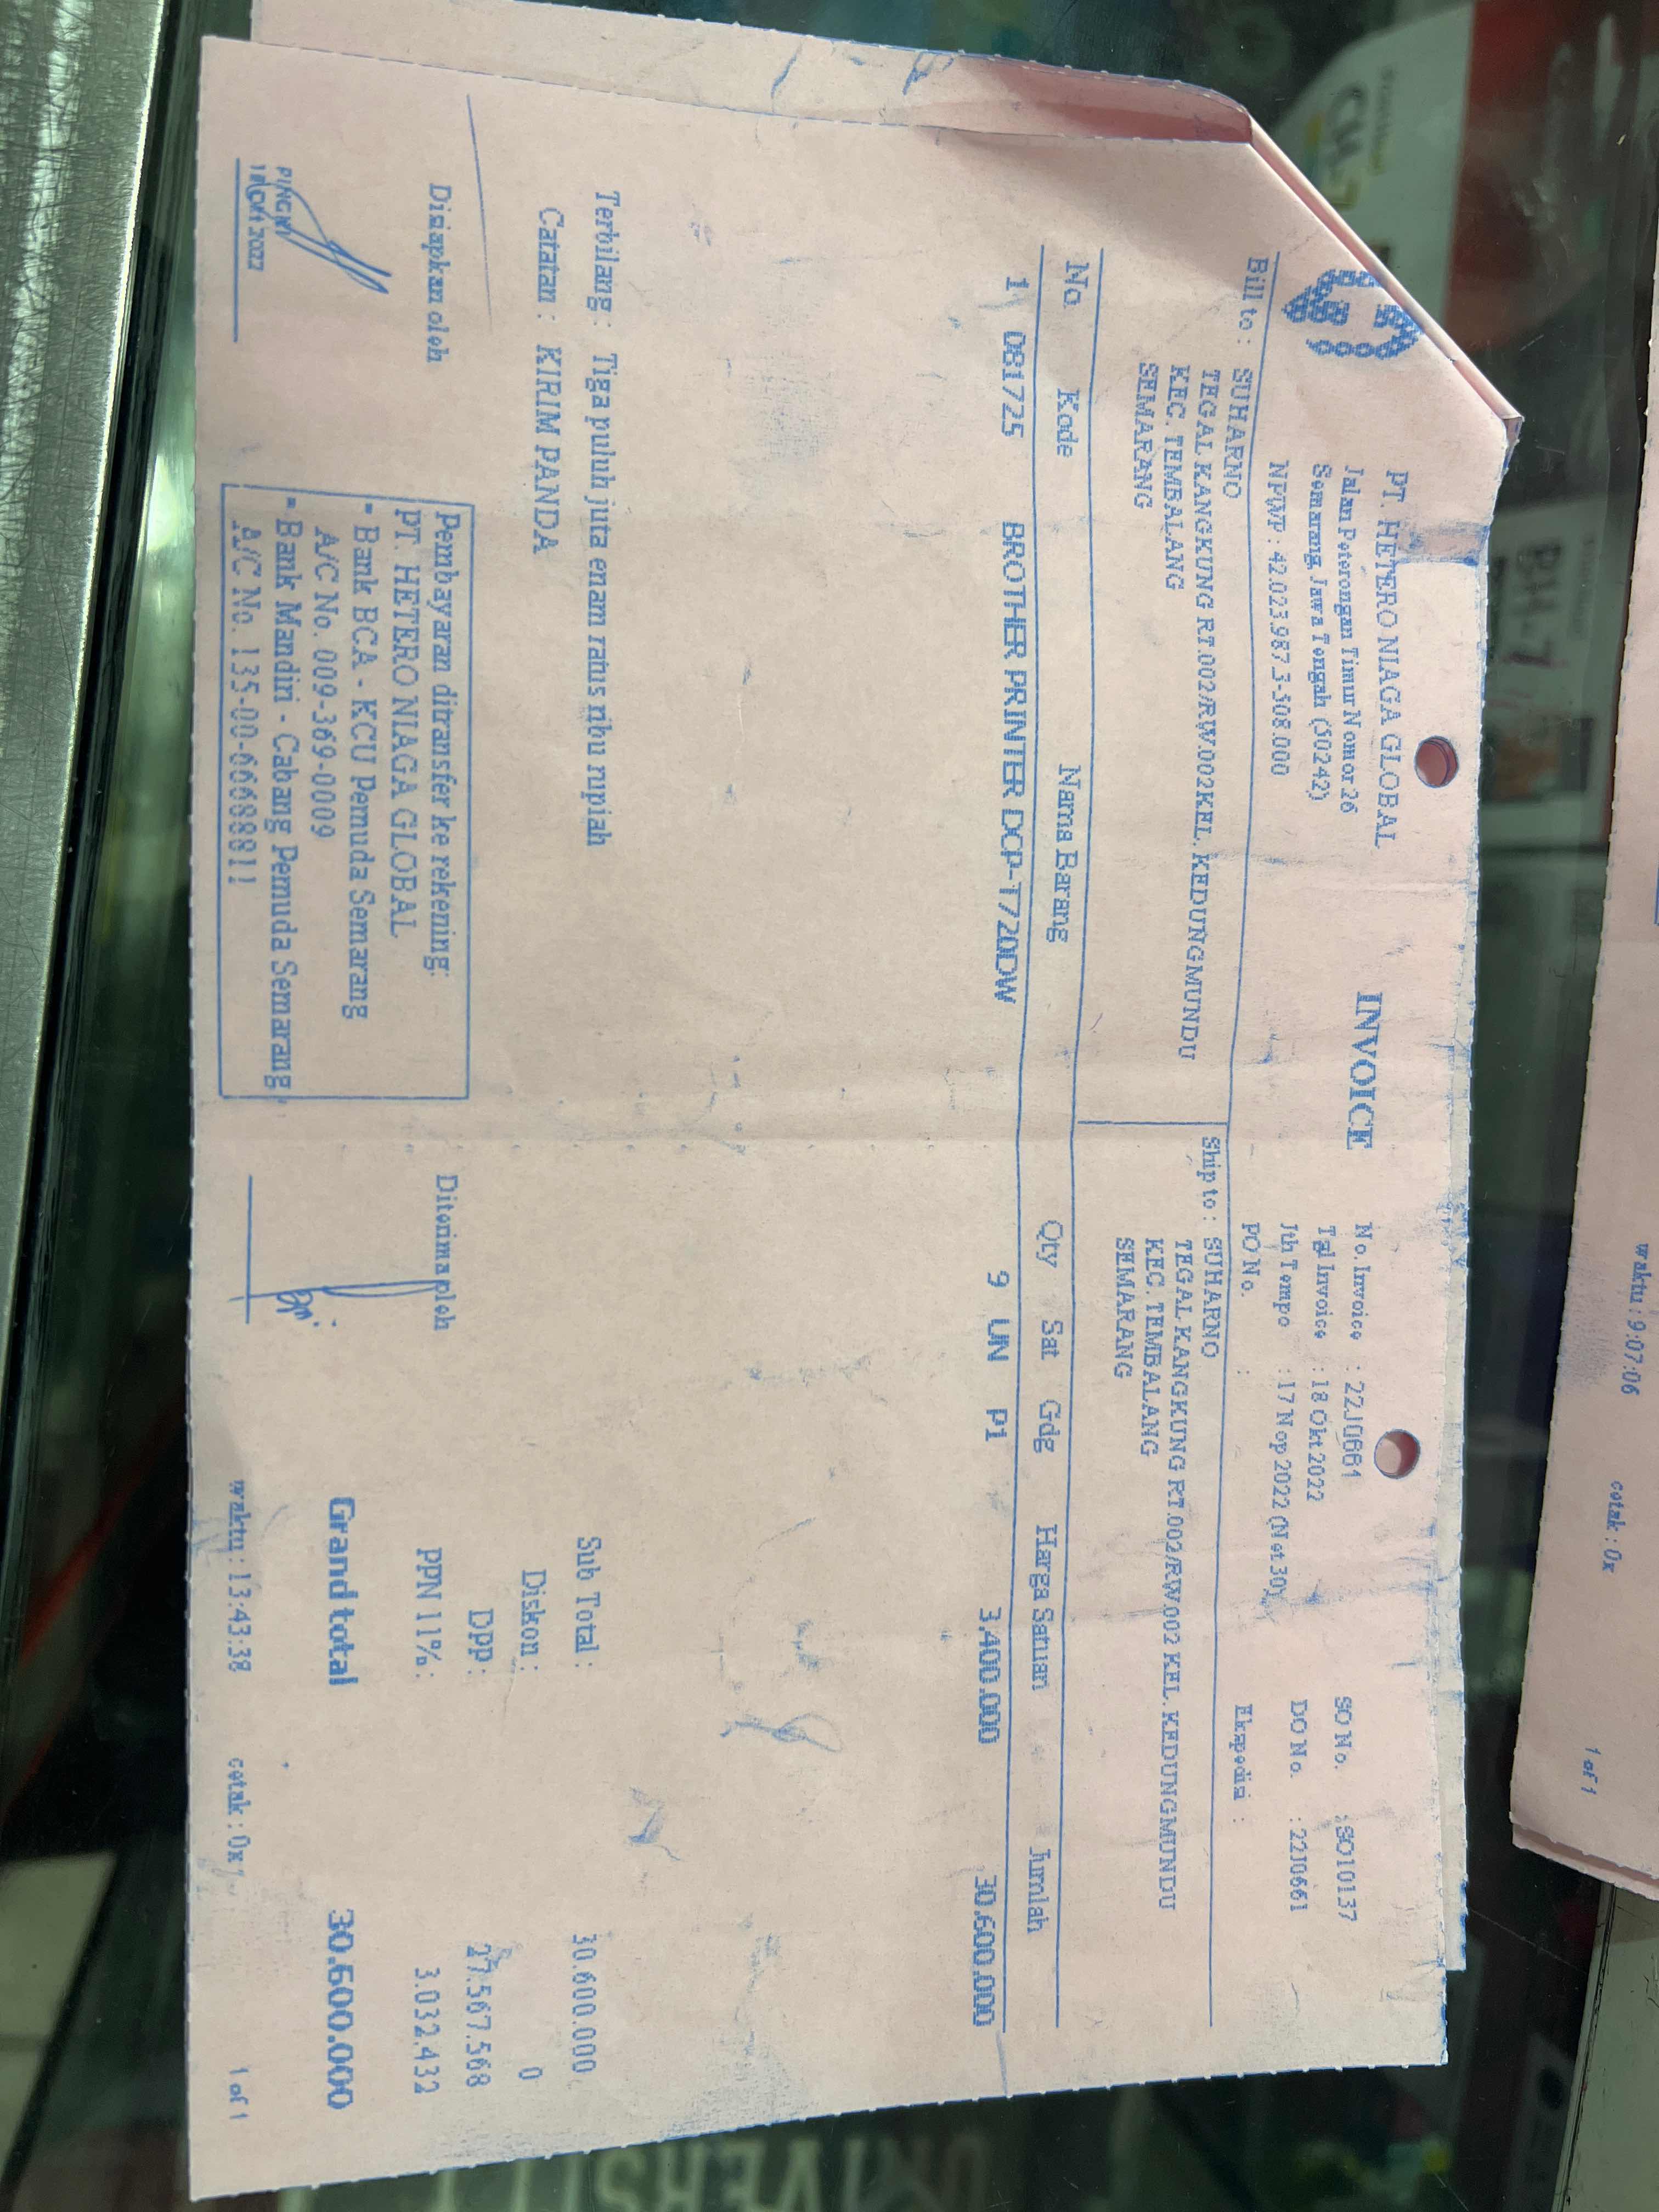 PT. HETERO NIAGA GLOBAL
Jalan Peterongan Timur Nomor 26
Semarang Jawa Tengah (50242)
NPWP : 42.023.987.3-508.000
INVOICE
No. Invoice : 22J0661
Tgl Invoice : 18 Okt 2022
Jth Tempo : 17 Nop 2022 (Net 30)
PO No. :
SO No. : SO10137
DO No. : 22J0661
Ekspedisi :
Bill to : SUHARNO
TEGAL KANGKUNG RT.002/RW.002 KEL. KEDUNGMUNDU
KEC. TEMBALANG
SEMARANG
Ship to : SUHARNO
TEGAL KANGKUNG RT.002/RW.002 KEL. KEDUNGMUNDU
KEC. TEMBALANG
SEMARANG
No. Kode Nama Barang Qty Sat Gdg Harga Satuan Jumlah
1 081725 BROTHER PRINTER DCP-T720DW 9 UN P1 3.400.000 30.600.000
Terbilang : Tiga puluh juta enam ratus ribu rupiah
Catatan : KIRIM PANDA
Sub Total : 30.600.000
Diskon : 0
DPP : 27.567.568
PPN 11% : 3.032.432
Grand total 30.600.000
Disiapkan oleh
Pembayaran ditransfer ke rekening:
PT. HETERO NIAGA GLOBAL
- Bank BCA - KCU Pemuda Semarang
A/C No. 009-369-0009
- Bank Mandiri - Cabang Pemuda Semarang
A/C No. 135-00-6688811
Diterima oleh
18 Okt 2022
waktu : 13:43:38 cetak : 0x 1 of 1
waktu : 9:07:06 cetak : 0x 1 of 1
BH-7
UNIVERSIT